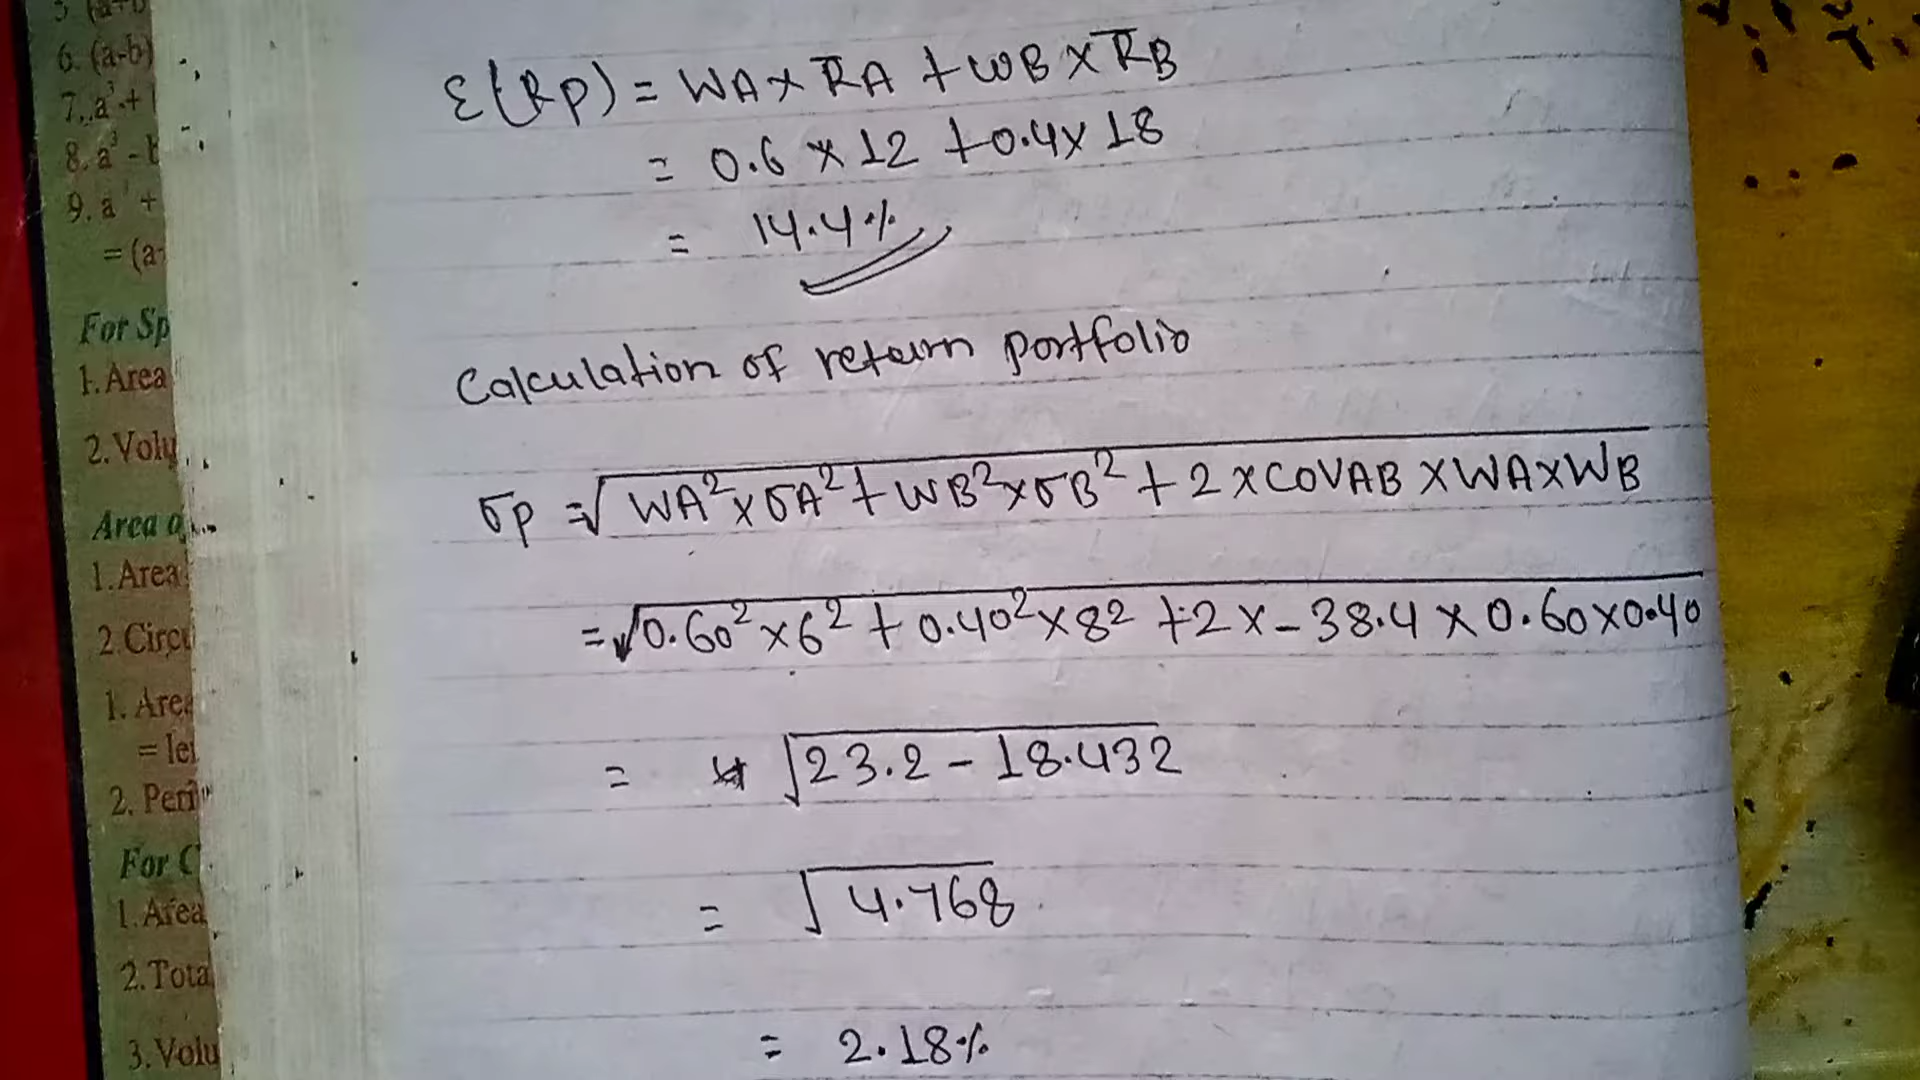 6. (a-b)
7. a³ +
8. a³ -
9. a +
= (a-
For Sp
1. Area
2. Volu
Area o
1. Area
2. Circu
1. Area
= le
2. Peri
For C
1. Area
2. Tota
3. Volu
E(Rp) = WA × R̅A + WB × R̅B
= 0.6 × 12 + 0.4 × 18
= 14.4%
Calculation of return portfolio
σp = √WA² × σA² + WB² × σB² + 2 × COVAB × WA × WB
= √0.60² × 6² + 0.40² × 8² + 2 × - 38.4 × 0.60 × 0.40
= √23.2 - 18.432
= √4.768
= 2.18%